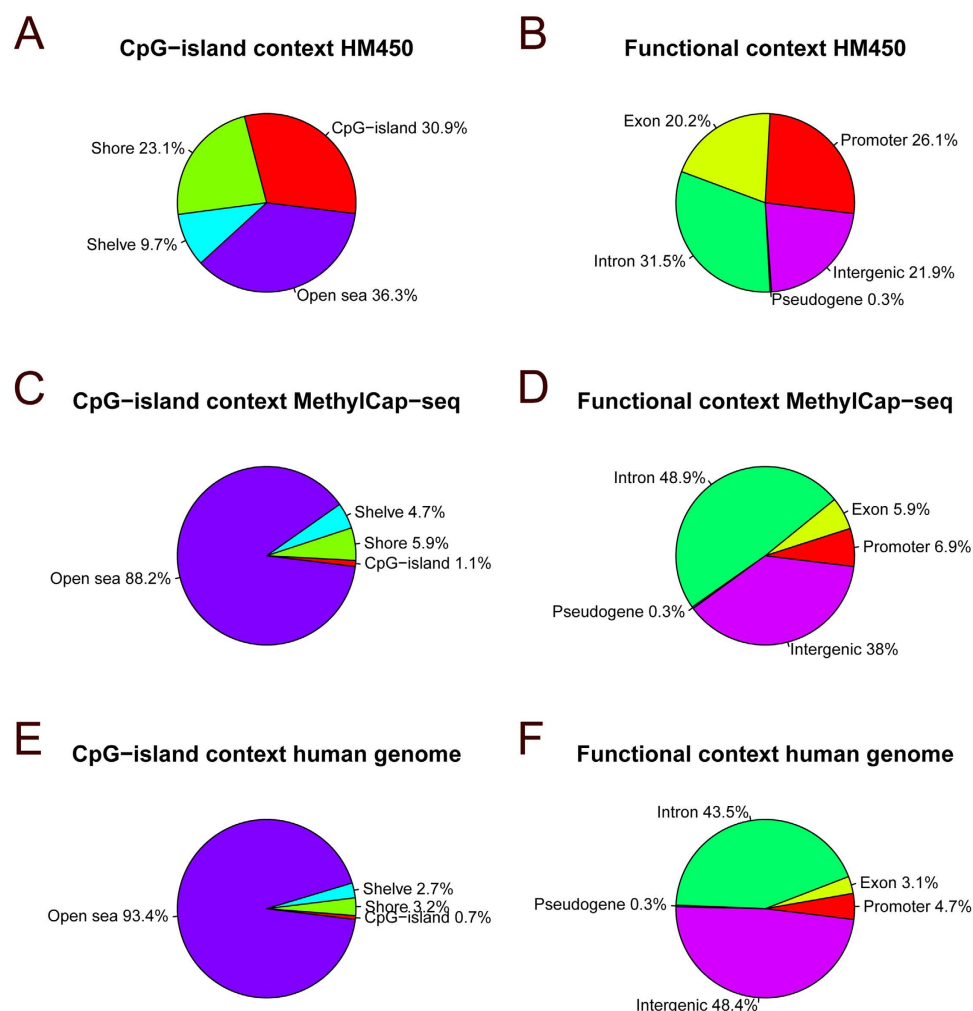 A
CpG−island context HM450
CpG−island 30.9%
Shore 23.1%
Shelve 9.7%
Open sea 36.3%
B
Functional context HM450
Exon 20.2%
Promoter 26.1%
Intron 31.5%
Intergenic 21.9%
Pseudogene 0.3%
C
CpG−island context MethylCap−seq
Shelve 4.7%
Shore 5.9%
CpG−island 1.1%
Open sea 88.2%
D
Functional context MethylCap−seq
Intron 48.9%
Exon 5.9%
Promoter 6.9%
Pseudogene 0.3%
Intergenic 38%
E
CpG−island context human genome
Shelve 2.7%
Shore 3.2%
CpG−island 0.7%
Open sea 93.4%
F
Functional context human genome
Intron 43.5%
Exon 3.1%
Pseudogene 0.3%
Promoter 4.7%
Intergenic 48.4%